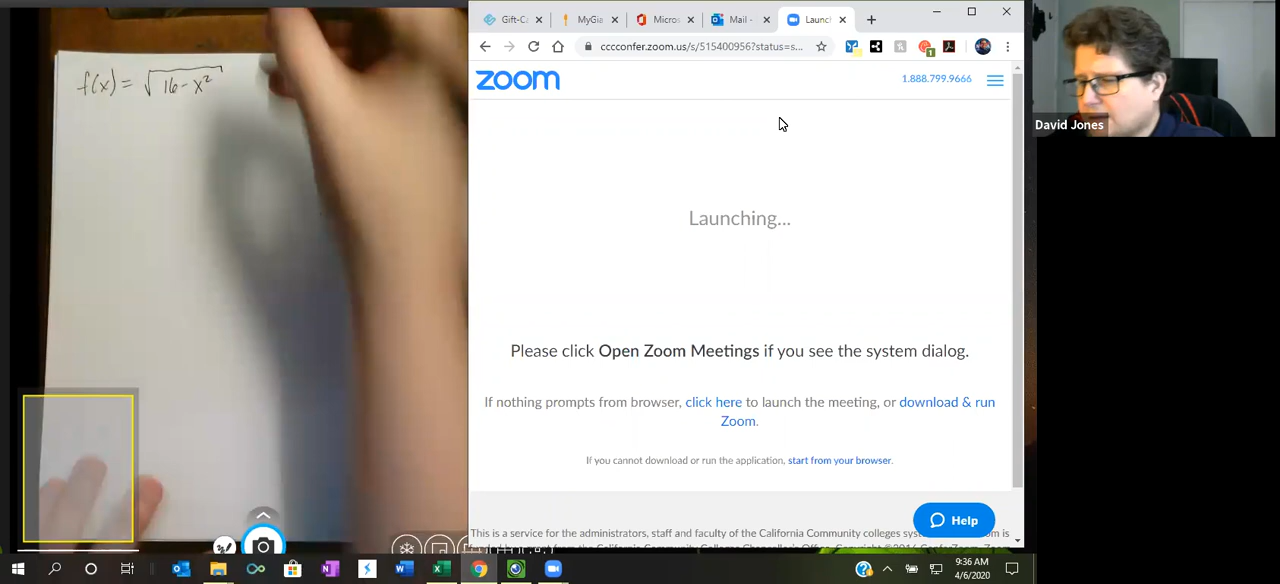 f(x) = √16-x²
Gift-C
MyGia
Micros
Mail -
Launc
cccconfer.zoom.us/s/515400956?status=s...
1
zoom
1.888.799.9666
Launching...
Please click Open Zoom Meetings if you see the system dialog.
If nothing prompts from browser, click here to launch the meeting, or download & run
Zoom.
If you cannot download or run the application, start from your browser.
Help
This is a service for the administrators, staff and faculty of the California Community colleges
David Jones
9:36 AM
4/6/2020